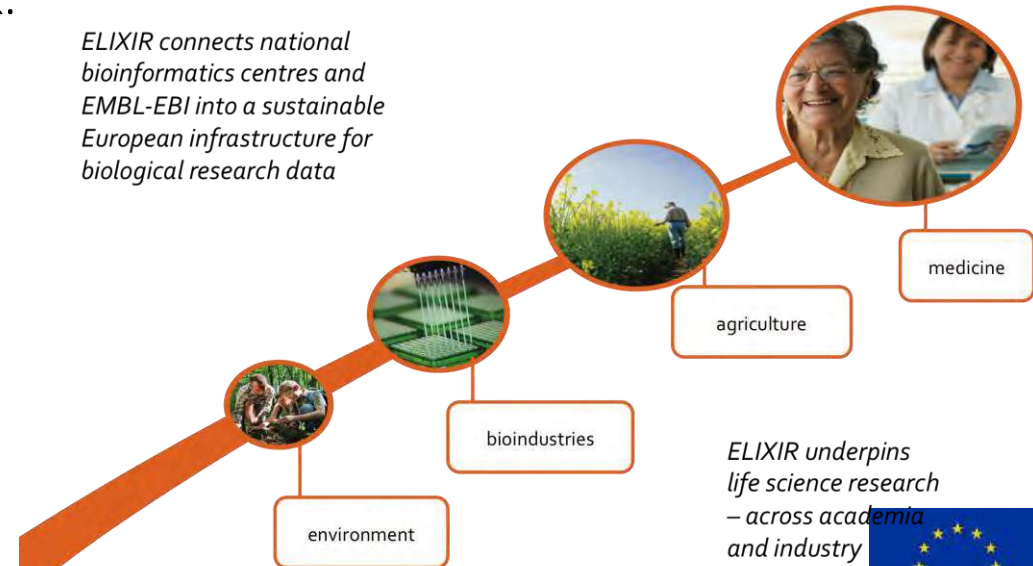 ELIXIR connects national
bioinformatics centres and
EMBL-EBI into a sustainable
European infrastructure for
biological research data
medicine
agriculture
bioindustries
environment
ELIXIR underpins
life science research
– across academia
and industry